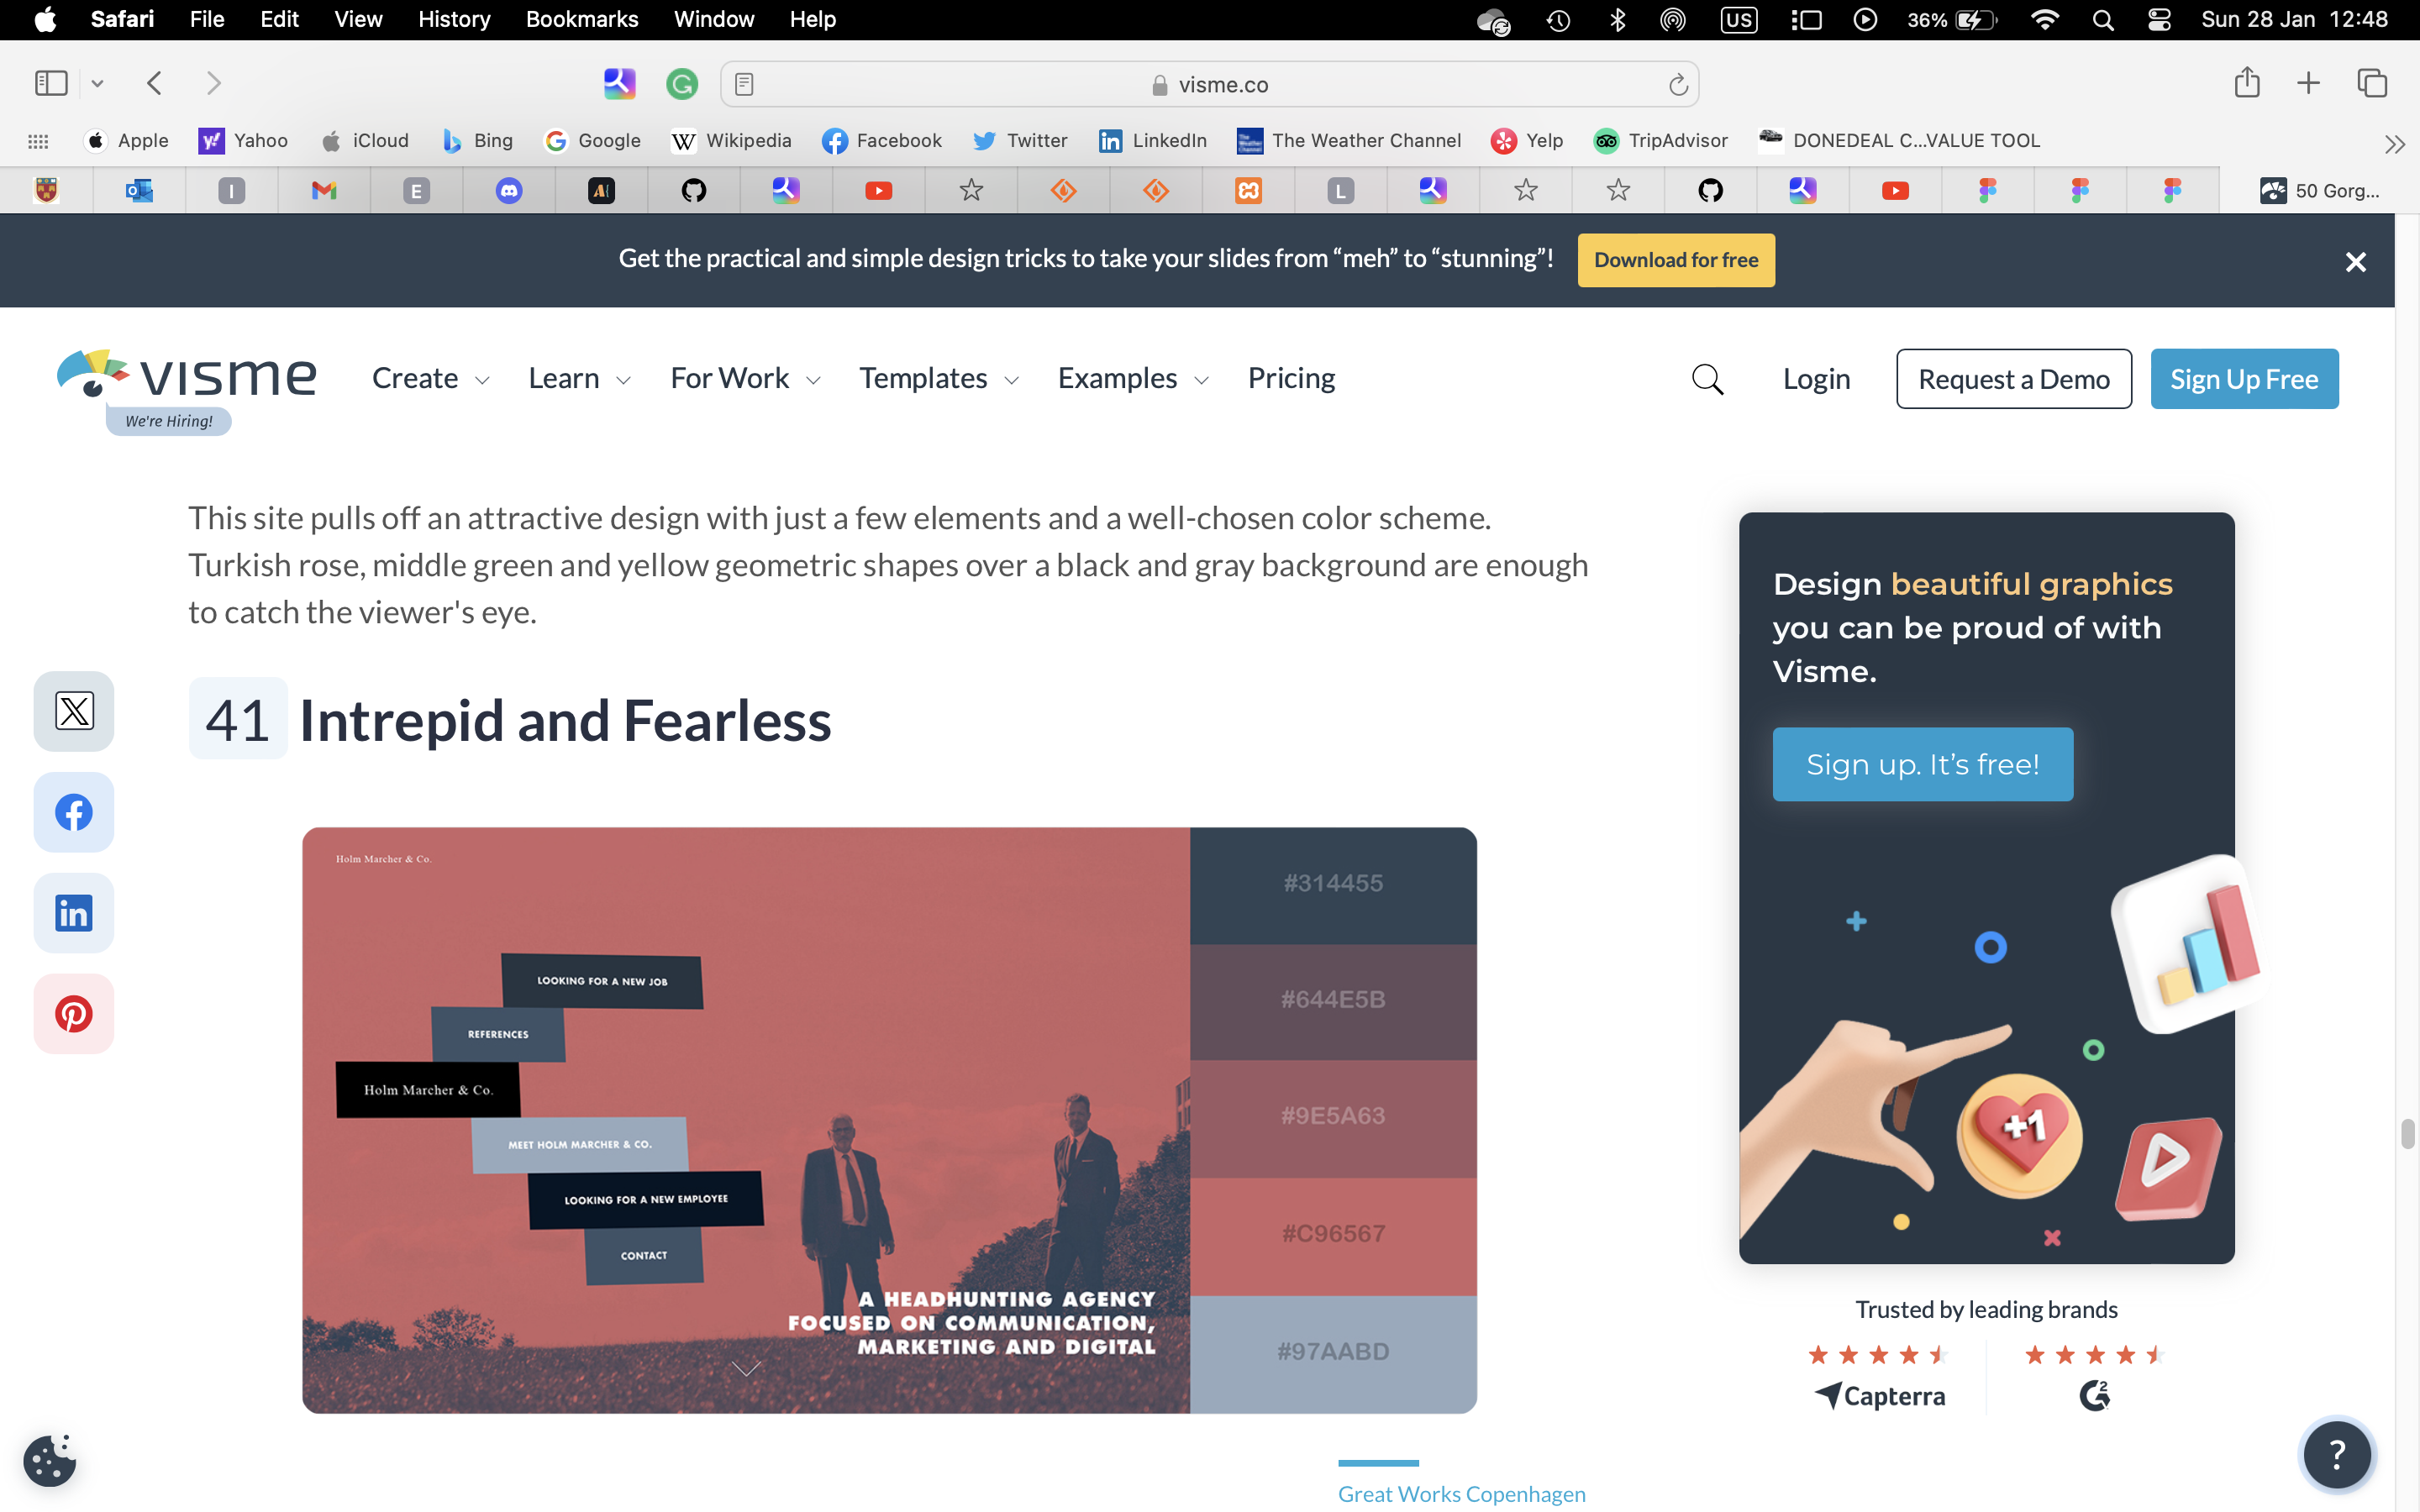 Safari File Edit View History Bookmarks Window Help US 36% Sun 28 Jan 12:48
visme.co
Apple Yahoo iCloud Bing Google Wikipedia Facebook Twitter LinkedIn The Weather Channel Yelp TripAdvisor DONEDEAL C...VALUE TOOL
I E L 50 Gorg...
Get the practical and simple design tricks to take your slides from “meh” to “stunning”! Download for free
visme Create Learn For Work Templates Examples Pricing Login Request a Demo Sign Up Free
We're Hiring!
This site pulls off an attractive design with just a few elements and a well-chosen color scheme.
Turkish rose, middle green and yellow geometric shapes over a black and gray background are enough
to catch the viewer's eye.
41 Intrepid and Fearless
Holm Marcher & Co.
LOOKING FOR A NEW JOB
REFERENCES
Holm Marcher & Co.
MEET HOLM MARCHER & CO.
LOOKING FOR A NEW EMPLOYEE
CONTACT
A HEADHUNTING AGENCY
FOCUSED ON COMMUNICATION,
MARKETING AND DIGITAL
#314455
#644E5B
#9E5A63
#C96567
#97AABD
Great Works Copenhagen
Design beautiful graphics
you can be proud of with
Visme.
Sign up. It’s free!
+1
Trusted by leading brands
Capterra
G2
?